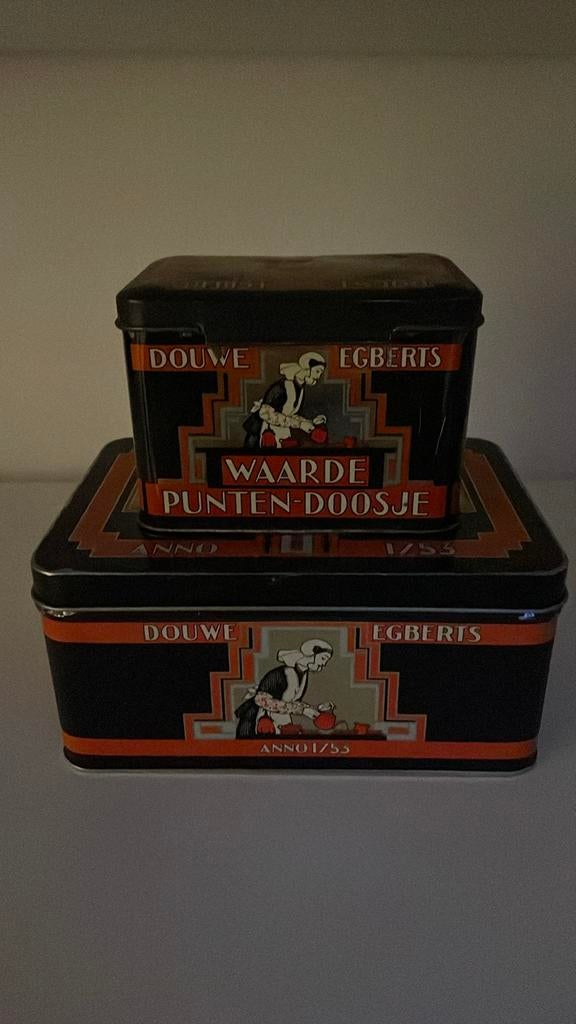 DOUWE EGBERTS
WAARDE
PUNTEN-DOOSJE
ANNO 1753
DOUWE EGBERTS
ANNO 1753